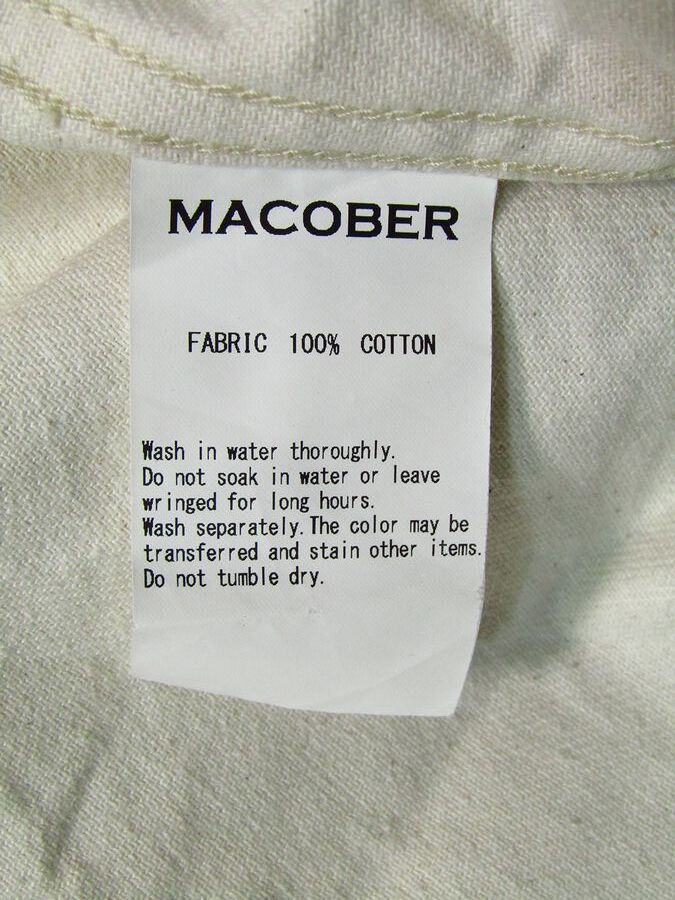 MACOBER
FABRIC 100% COTTON
Wash in water thoroughly.
Do not soak in water or leave
wringed for long hours.
Wash separately.The color may be
transferred and stain other items.
Do not tumble dry.